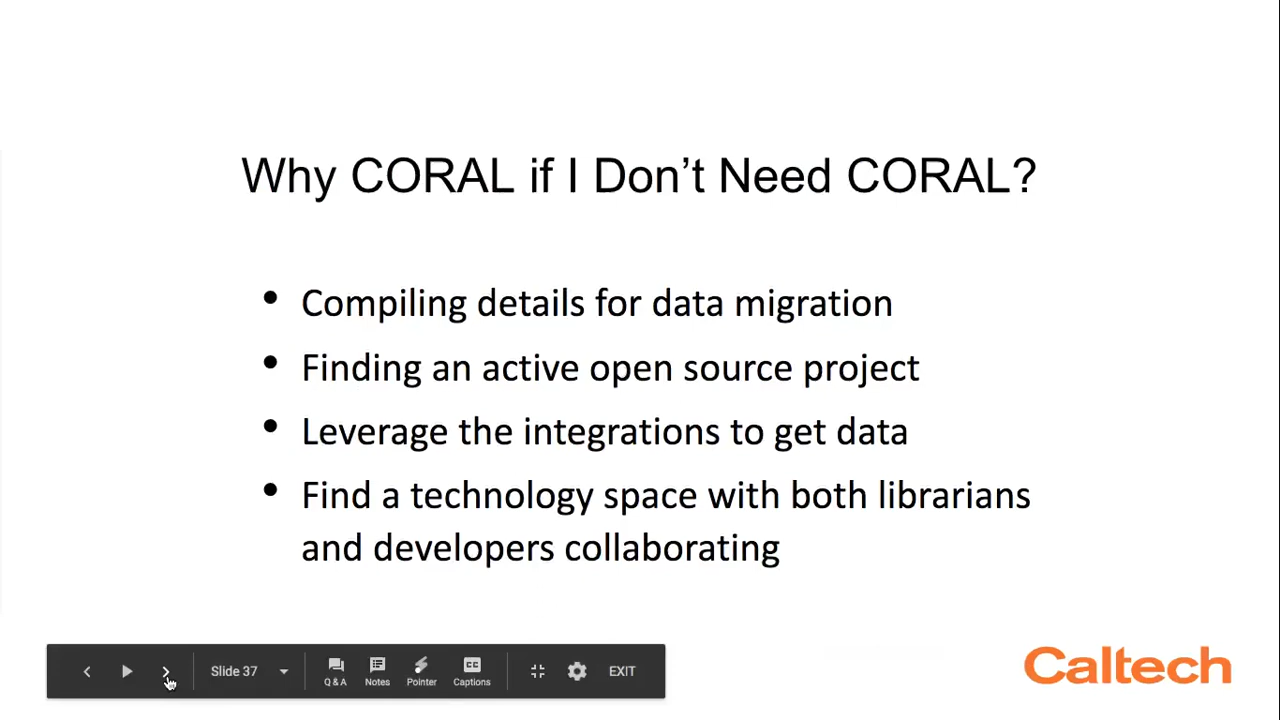 Why CORAL if I Don’t Need CORAL?
• Compiling details for data migration
• Finding an active open source project
• Leverage the integrations to get data
• Find a technology space with both librarians
and developers collaborating
Slide 37
Q & A
Notes
Pointer
CC
Captions
EXIT
Caltech